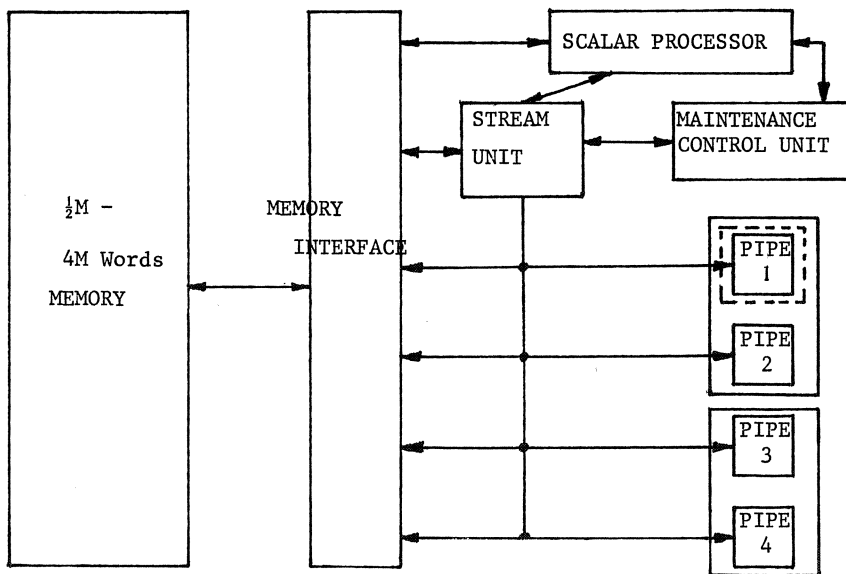 ½M -
4M Words
MEMORY
MEMORY
INTERFACE
SCALAR PROCESSOR
STREAM
UNIT
MAINTENANCE
CONTROL UNIT
PIPE
1
PIPE
2
PIPE
3
PIPE
4